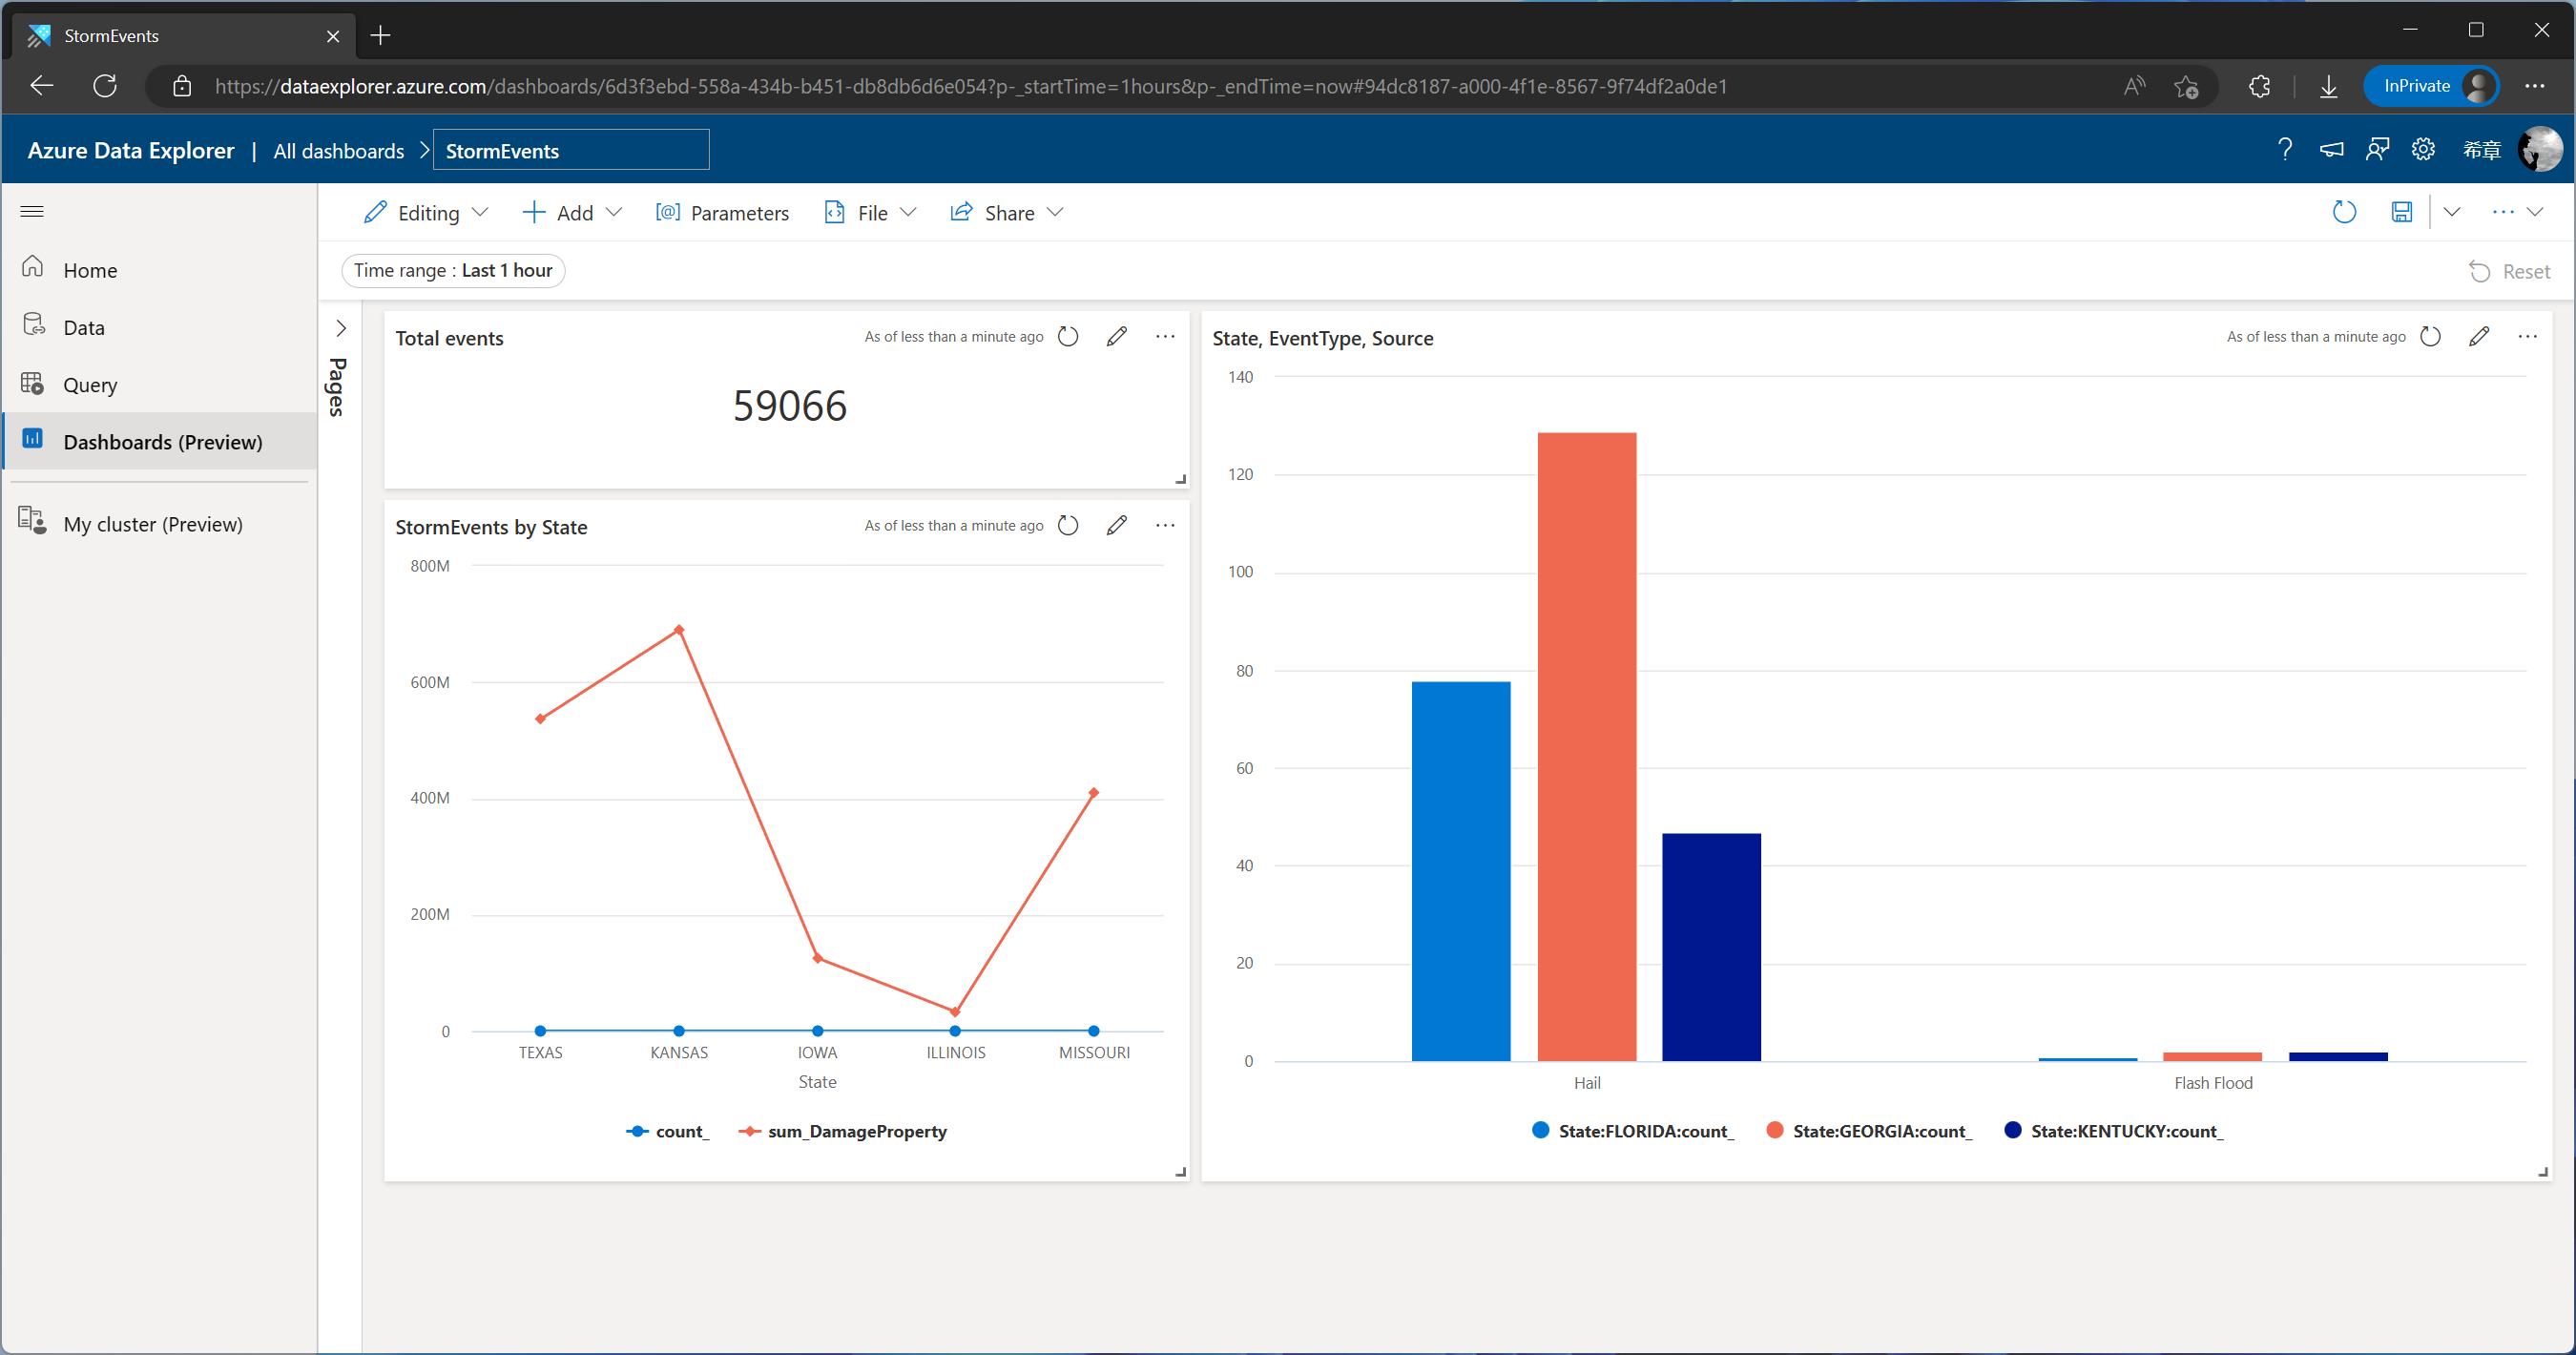 StormEvents
https://dataexplorer.azure.com/dashboards/6d3f3ebd-558a-434b-b451-db8db6d6e054?p-_startTime=1hours&p-_endTime=now#94dc8187-a000-4f1e-8567-9f74df2a0de1
InPrivate
Azure Data Explorer | All dashboards > StormEvents
希章
Editing
Add
Parameters
File
Share
Time range : Last 1 hour
Reset
Home
Data
Query
Dashboards (Preview)
My cluster (Preview)
Pages
Total events
As of less than a minute ago
59066
StormEvents by State
As of less than a minute ago
800M
600M
400M
200M
0
TEXAS KANSAS IOWA ILLINOIS MISSOURI
State
count_ sum_DamageProperty
State, EventType, Source
As of less than a minute ago
140
120
100
80
60
40
20
0
Hail Flash Flood
State:FLORIDA:count_ State:GEORGIA:count_ State:KENTUCKY:count_